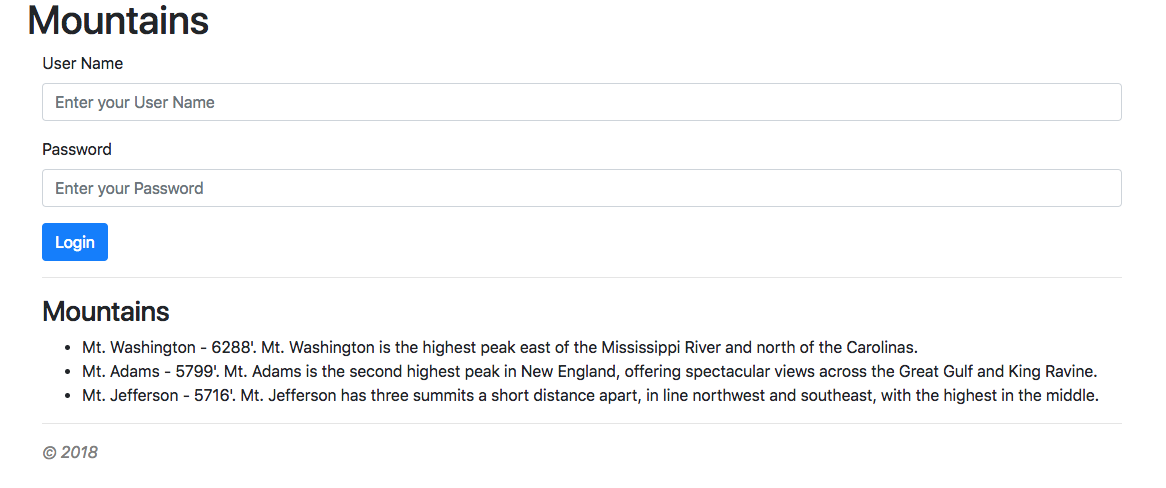 Mountains
User Name
Enter your User Name
Password
Enter your Password
Login
Mountains
• Mt. Washington - 6288'. Mt. Washington is the highest peak east of the Mississippi River and north of the Carolinas.
• Mt. Adams - 5799'. Mt. Adams is the second highest peak in New England, offering spectacular views across the Great Gulf and King Ravine.
• Mt. Jefferson - 5716'. Mt. Jefferson has three summits a short distance apart, in line northwest and southeast, with the highest in the middle.
© 2018